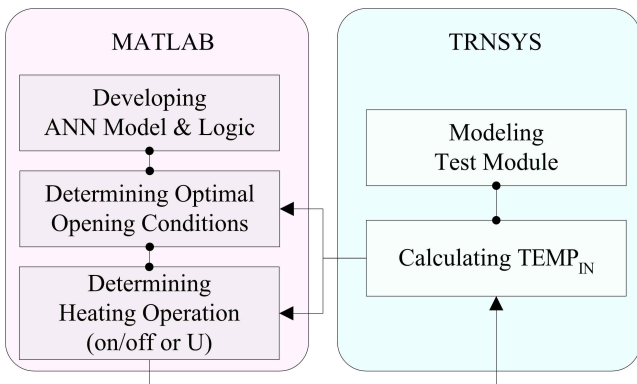 MATLAB
Developing
ANN Model & Logic
Determining Optimal
Opening Conditions
Determining
Heating Operation
(on/off or U)
TRNSYS
Modeling
Test Module
Calculating TEMP_IN